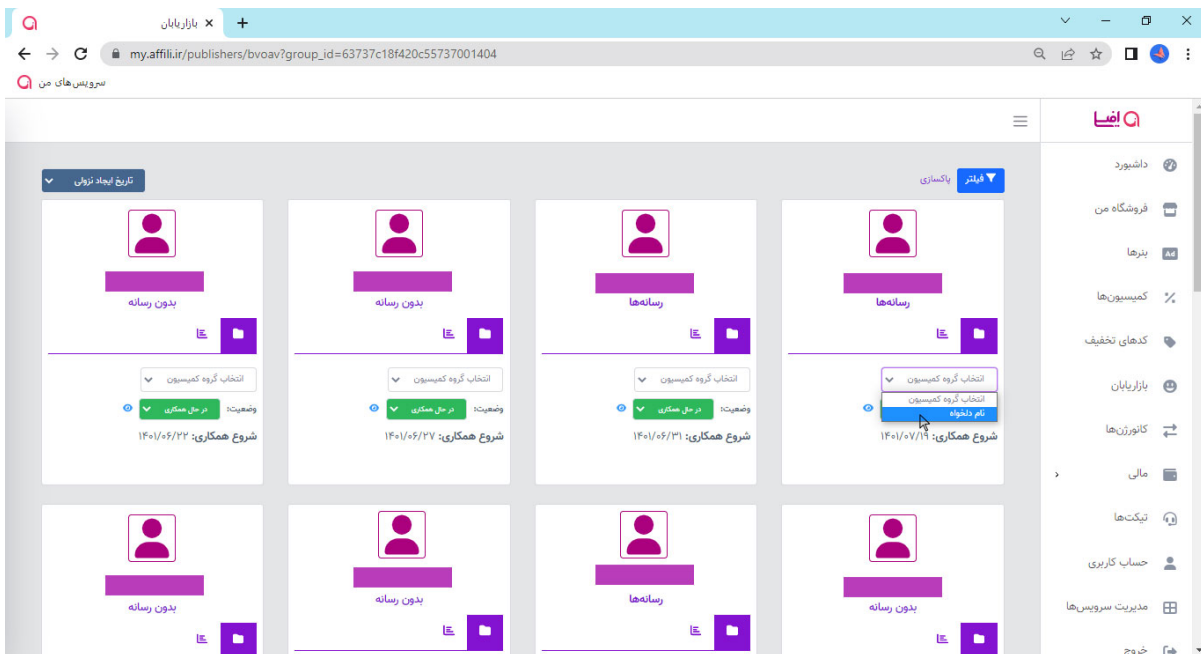 بازاریابان
my.affili.ir/publishers/bvoav?group_id=63737c18f420c55737001404
سرویس‌های من
افیلی
داشبورد
فروشگاه من
Ad بنرها
کمیسیون‌ها
کدهای تخفیف
بازاریابان
کانورژن‌ها
مالی
تیکت‌ها
حساب کاربری
مدیریت سرویس‌ها
خروج
فیلتر پاکسازی
تاریخ ایجاد نزولی
رسانه‌ها
انتخاب گروه کمیسیون
انتخاب گروه کمیسیون
نام دلخواه
شروع همکاری: ۱۴۰۱/۰۷/۱۹
رسانه‌ها
انتخاب گروه کمیسیون
وضعیت: در حال همکاری
شروع همکاری: ۱۴۰۱/۰۶/۳۱
بدون رسانه
انتخاب گروه کمیسیون
وضعیت: در حال همکاری
شروع همکاری: ۱۴۰۱/۰۶/۲۷
بدون رسانه
انتخاب گروه کمیسیون
وضعیت: در حال همکاری
شروع همکاری: ۱۴۰۱/۰۶/۲۲
بدون رسانه
رسانه‌ها
بدون رسانه
بدون رسانه